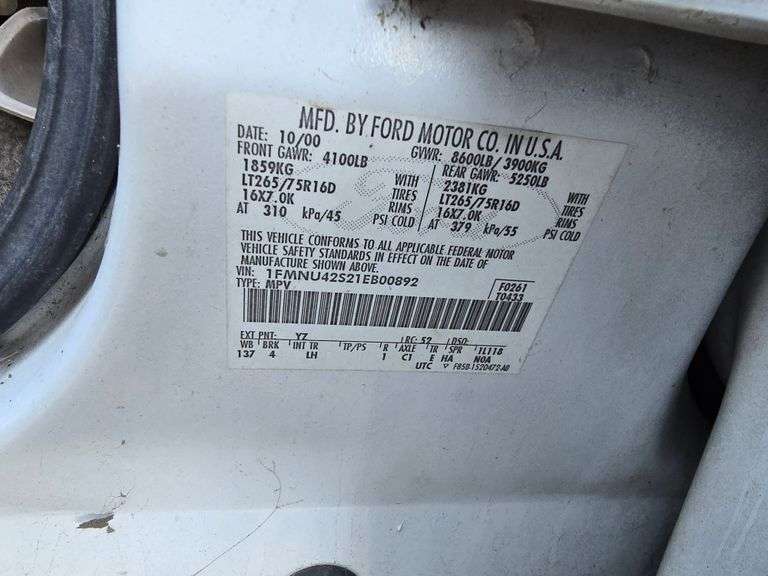 MFD. BY FORD MOTOR CO. IN U.S.A.
DATE: 10/00 GVWR: 8600LB/ 3900KG
FRONT GAWR: 4100LB REAR GAWR: 5250LB
1859KG WITH 2381KG WITH
LT265/75R16D TIRES LT265/75R16D TIRES
16X7.0K RIMS 16X7.0K RIMS
AT 310 kPa/45 PSI COLD AT 379 kPa/55 PSI COLD
THIS VEHICLE CONFORMS TO ALL APPLICABLE FEDERAL MOTOR
VEHICLE SAFETY STANDARDS IN EFFECT ON THE DATE OF
MANUFACTURE SHOWN ABOVE.
VIN: 1FMNU42S21EB00892 F0261
TYPE: MPV T0433
EXT PNT: YZ RC: 52 DSO:
WB BRK INT TR TP/PS R AXLE TR SPR 1L118
137 4 LH 1 C1 E HA N0A
UTC